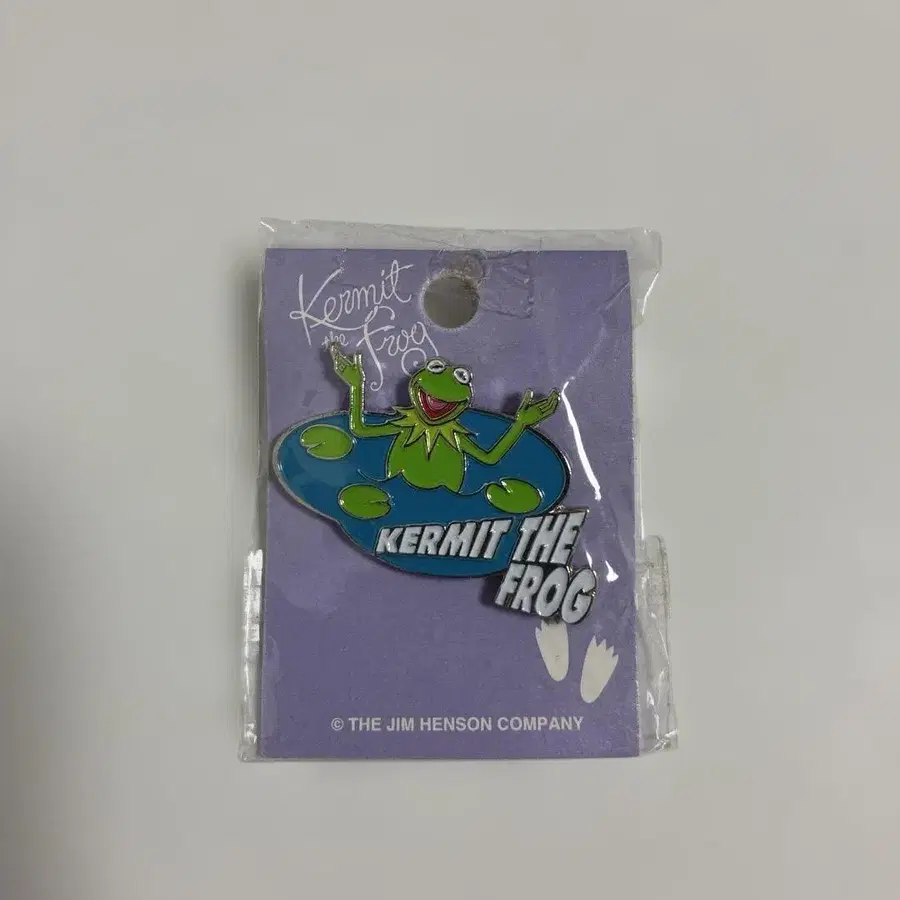 Kermit
the Frog
KERMIT THE
FROG
© THE JIM HENSON COMPANY